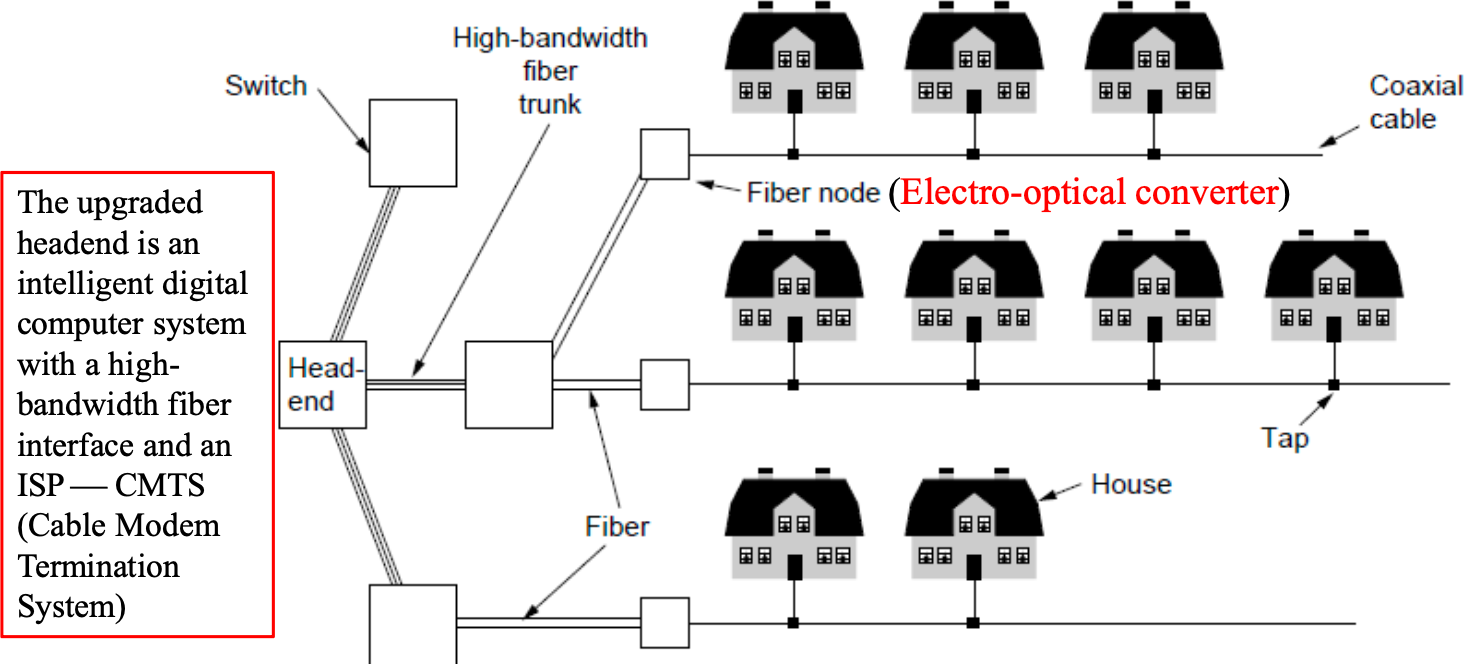 High-bandwidth
fiber
trunk
Switch
Coaxial
cable
The upgraded
headend is an
intelligent digital
computer system
with a high-
bandwidth fiber
interface and an
ISP — CMTS
(Cable Modem
Termination
System)
Fiber node (Electro-optical converter)
Head-
end
Tap
House
Fiber